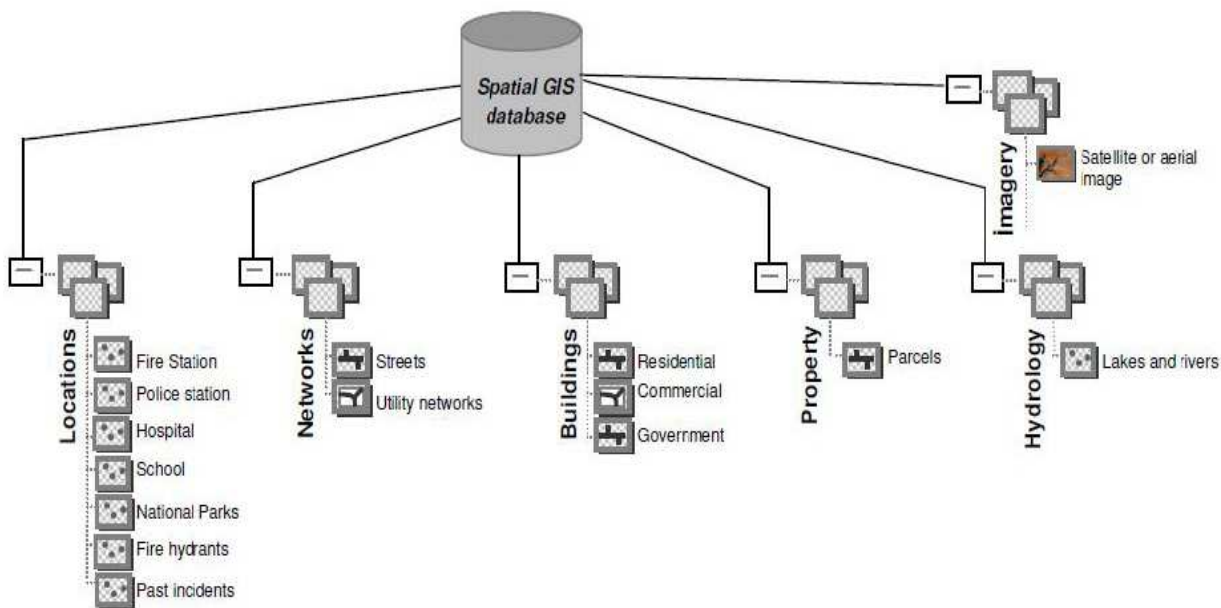 Spatial GIS
database
imagery
Satellite or aerial
image
Locations
Fire Station
Police station
Hospital
School
National Parks
Fire hydrants
Past incidents
Networks
Streets
Utility networks
Buildings
Residential
Commercial
Government
Property
Parcels
Hydrology
Lakes and rivers